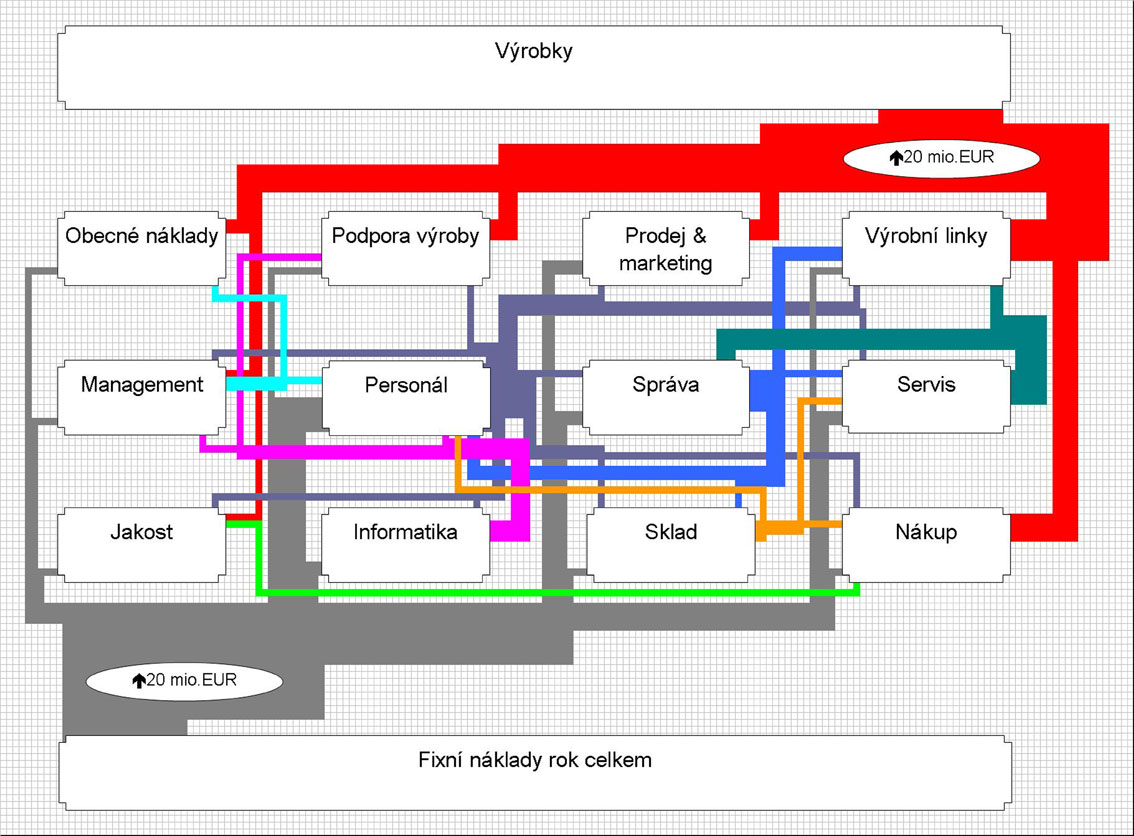 Výrobky
🡅20 mio.EUR
Obecné náklady
Podpora výroby
Prodej &
marketing
Výrobní linky
Management
Personál
Správa
Servis
Jakost
Informatika
Sklad
Nákup
🡅20 mio.EUR
Fixní náklady rok celkem